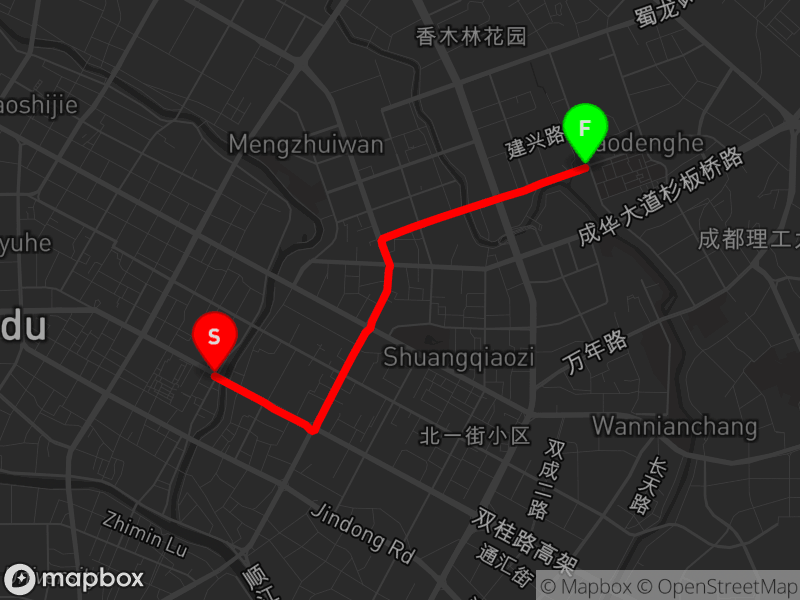 香木林花园
蜀龙
aoshijie
Mengzhuiwan
建兴路
F
odenghe
成华大道杉板桥路
yuhe
成都理工大
du
S
Shuangqiaozi
万年路
北一街小区
Wannianchang
双成二路
长天路
Zhimin Lu
Jindong Rd
双桂路高架
通汇街
顺江
mapbox
© Mapbox © OpenStreetMap